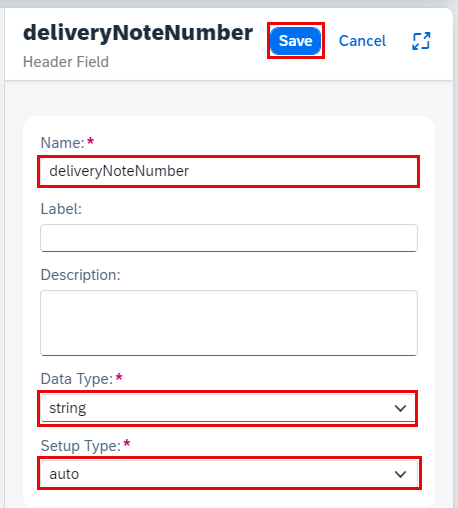 deliveryNoteNumber
Save
Cancel
Header Field
Name:*
deliveryNoteNumber
Label:
Description:
Data Type:*
string
Setup Type:*
auto